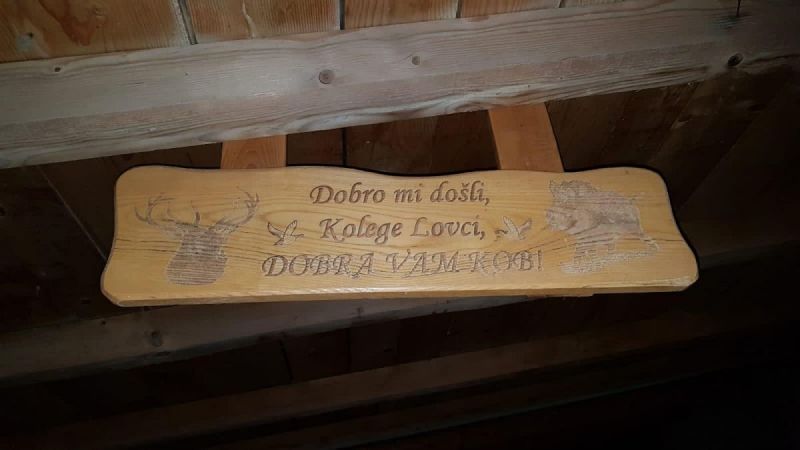 Dobro mi došli,
Kolege Lovci,
DOBRA VAM KOB!